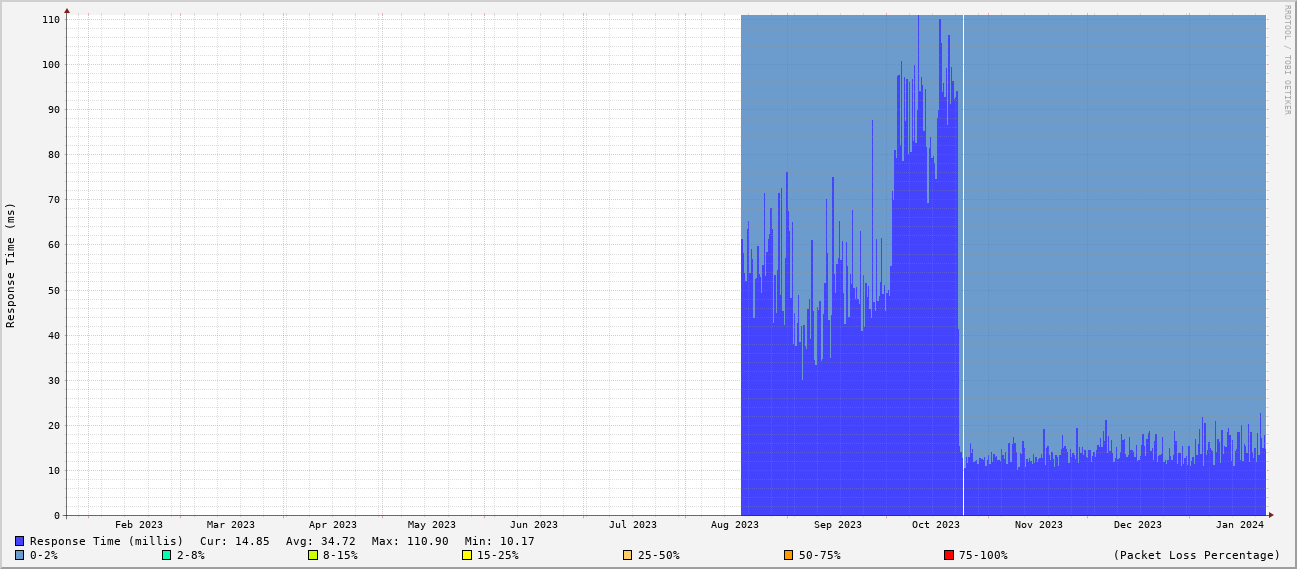 RRDTOOL / TOBI OETIKER
Response Time (ms)
110
100
90
80
70
60
50
40
30
20
10
0
Feb 2023 Mar 2023 Apr 2023 May 2023 Jun 2023 Jul 2023 Aug 2023 Sep 2023 Oct 2023 Nov 2023 Dec 2023 Jan 2024
Response Time (millis) Cur: 14.85 Avg: 34.72 Max: 110.90 Min: 10.17
0-2% 2-8% 8-15% 15-25% 25-50% 50-75% 75-100% (Packet Loss Percentage)